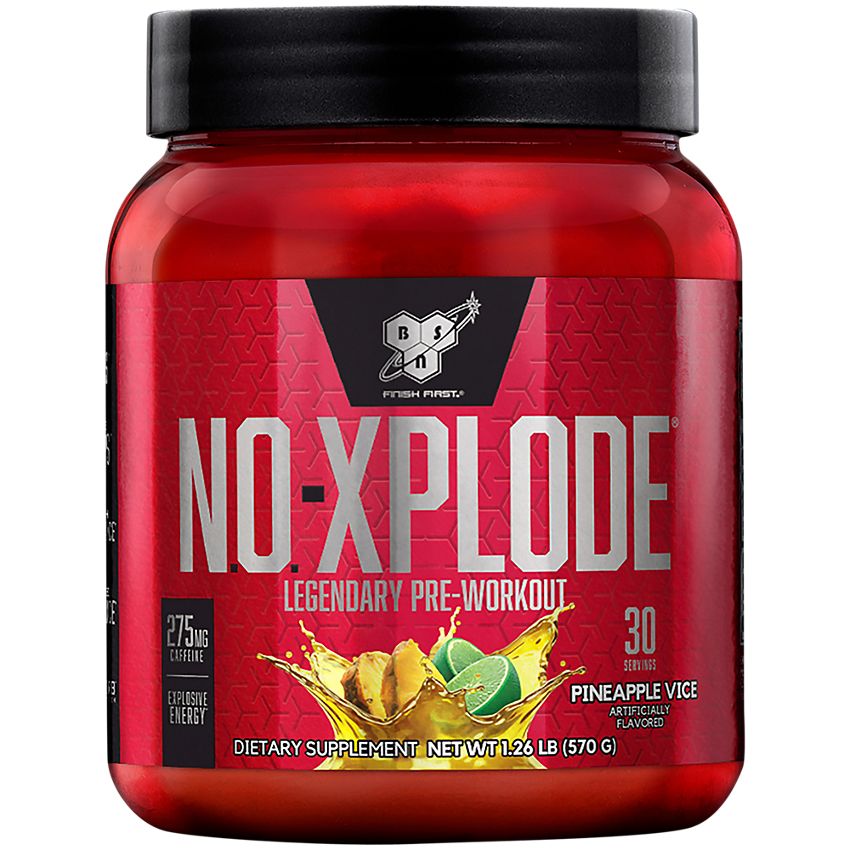 BSN
FINISH FIRST.®
N.O.-XPLODE®
LEGENDARY PRE-WORKOUT
275MG
CAFFEINE
EXPLOSIVE
ENERGY
30
SERVINGS
PINEAPPLE VICE
ARTIFICIALLY
FLAVORED
DIETARY SUPPLEMENT NET WT 1.26 LB (570 G)